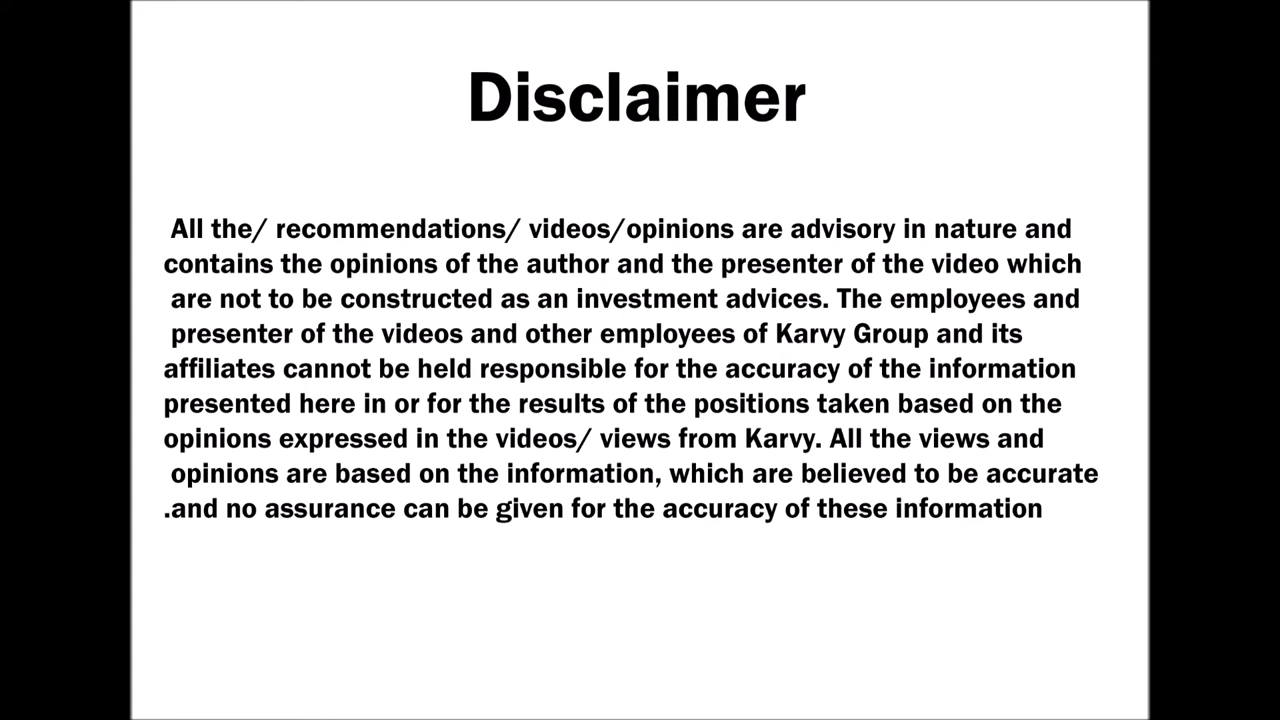 Disclaimer
All the/ recommendations/ videos/opinions are advisory in nature and
contains the opinions of the author and the presenter of the video which
are not to be constructed as an investment advices. The employees and
presenter of the videos and other employees of Karvy Group and its
affiliates cannot be held responsible for the accuracy of the information
presented here in or for the results of the positions taken based on the
opinions expressed in the videos/ views from Karvy. All the views and
opinions are based on the information, which are believed to be accurate
.and no assurance can be given for the accuracy of these information